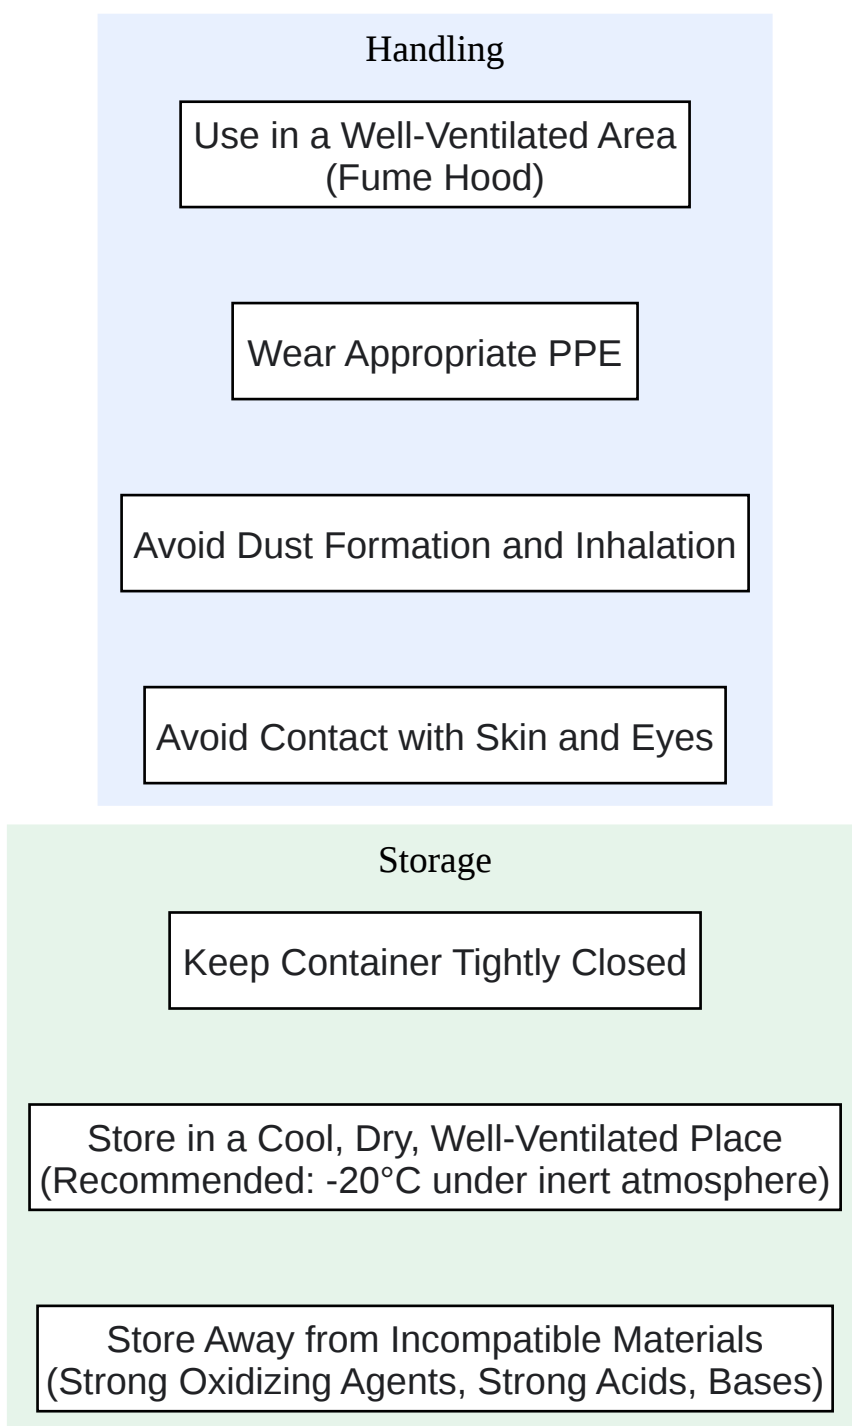 Handling
Use in a Well-Ventilated Area
(Fume Hood)
Wear Appropriate PPE
Avoid Dust Formation and Inhalation
Avoid Contact with Skin and Eyes
Storage
Keep Container Tightly Closed
Store in a Cool, Dry, Well-Ventilated Place
(Recommended: -20°C under inert atmosphere)
Store Away from Incompatible Materials
(Strong Oxidizing Agents, Strong Acids, Bases)